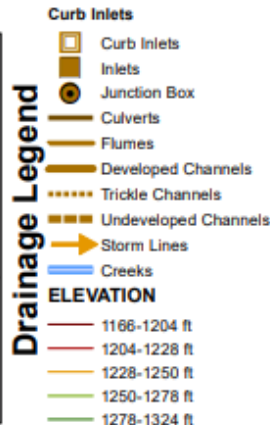 Drainage Legend
Curb Inlets
Curb Inlets
Inlets
Junction Box
Culverts
Flumes
Developed Channels
Trickle Channels
Undeveloped Channels
Storm Lines
Creeks
ELEVATION
1166-1204 ft
1204-1228 ft
1228-1250 ft
1250-1278 ft
1278-1324 ft